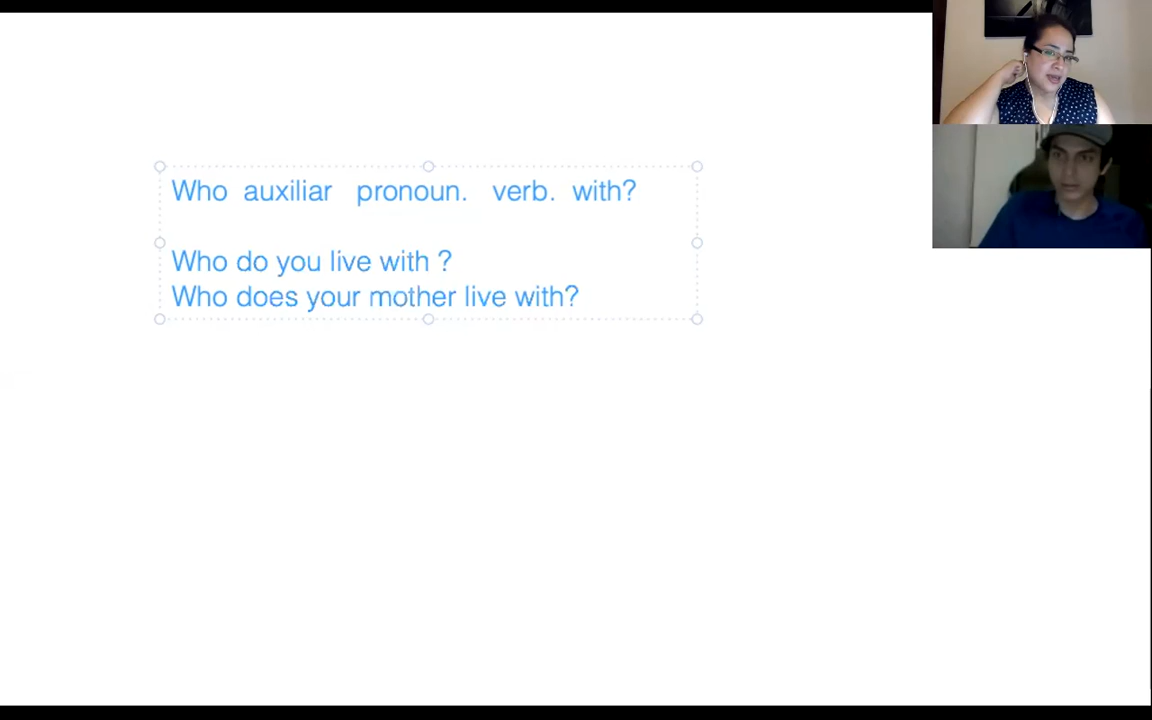 Who auxiliar pronoun. verb. with?
Who do you live with ?
Who does your mother live with?